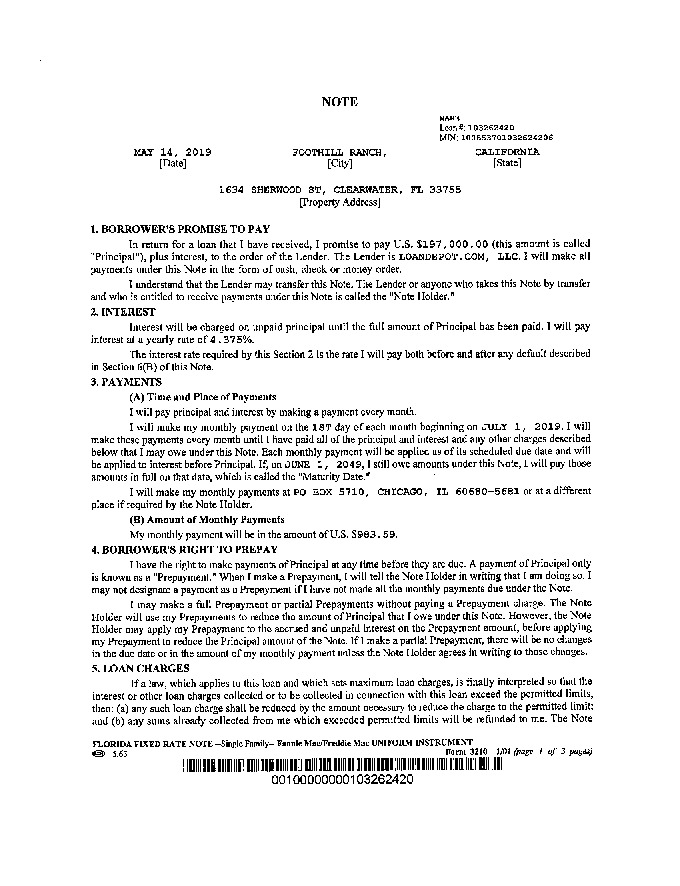 NOTE
Loan #: 103262420
MIN: 100853701032624206
MAY 14, 2019 FOOTHILL RANCH, CALIFORNIA
[Date] [City] [State]
1634 SHERWOOD ST, CLEARWATER, FL 33755
[Property Address]
1. BORROWER'S PROMISE TO PAY
In return for a loan that I have received, I promise to pay U.S. $197,000.00 (this amount is called
"Principal"), plus interest, to the order of the Lender. The Lender is LOANDEPOT.COM, LLC. I will make all
payments under this Note in the form of cash, check or money order.
I understand that the Lender may transfer this Note. The Lender or anyone who takes this Note by transfer
and who is entitled to receive payments under this Note is called the "Note Holder."
2. INTEREST
Interest will be charged on unpaid principal until the full amount of Principal has been paid. I will pay
interest at a yearly rate of 4.375%.
The interest rate required by this Section 2 is the rate I will pay both before and after any default described
in Section 6(B) of this Note.
3. PAYMENTS
(A) Time and Place of Payments
I will pay principal and interest by making a payment every month.
I will make my monthly payment on the 1ST day of each month beginning on JULY 1, 2019. I will
make these payments every month until I have paid all of the principal and interest and any other charges described
below that I may owe under this Note. Each monthly payment will be applied as of its scheduled due date and will
be applied to interest before Principal. If, on JUNE 1, 2049, I still owe amounts under this Note, I will pay those
amounts in full on that date, which is called the "Maturity Date."
I will make my monthly payments at PO BOX 5710, CHICAGO, IL 60680-5681 or at a different
place if required by the Note Holder.
(B) Amount of Monthly Payments
My monthly payment will be in the amount of U.S. $983.59.
4. BORROWER'S RIGHT TO PREPAY
I have the right to make payments of Principal at any time before they are due. A payment of Principal only
is known as a "Prepayment." When I make a Prepayment, I will tell the Note Holder in writing that I am doing so. I
may not designate a payment as a Prepayment if I have not made all the monthly payments due under the Note.
I may make a full Prepayment or partial Prepayments without paying a Prepayment charge. The Note
Holder will use my Prepayments to reduce the amount of Principal that I owe under this Note. However, the Note
Holder may apply my Prepayment to the accrued and unpaid interest on the Prepayment amount, before applying
my Prepayment to reduce the Principal amount of the Note. If I make a partial Prepayment, there will be no changes
in the due date or in the amount of my monthly payment unless the Note Holder agrees in writing to those changes.
5. LOAN CHARGES
If a law, which applies to this loan and which sets maximum loan charges, is finally interpreted so that the
interest or other loan charges collected or to be collected in connection with this loan exceed the permitted limits,
then: (a) any such loan charge shall be reduced by the amount necessary to reduce the charge to the permitted limit;
and (b) any sums already collected from me which exceeded permitted limits will be refunded to me. The Note
FLORIDA FIXED RATE NOTE—Single Family— Fannie Mae/Freddie Mac UNIFORM INSTRUMENT
Form 3210 1/01 (page 1 of 3 pages)
00100000000103262420